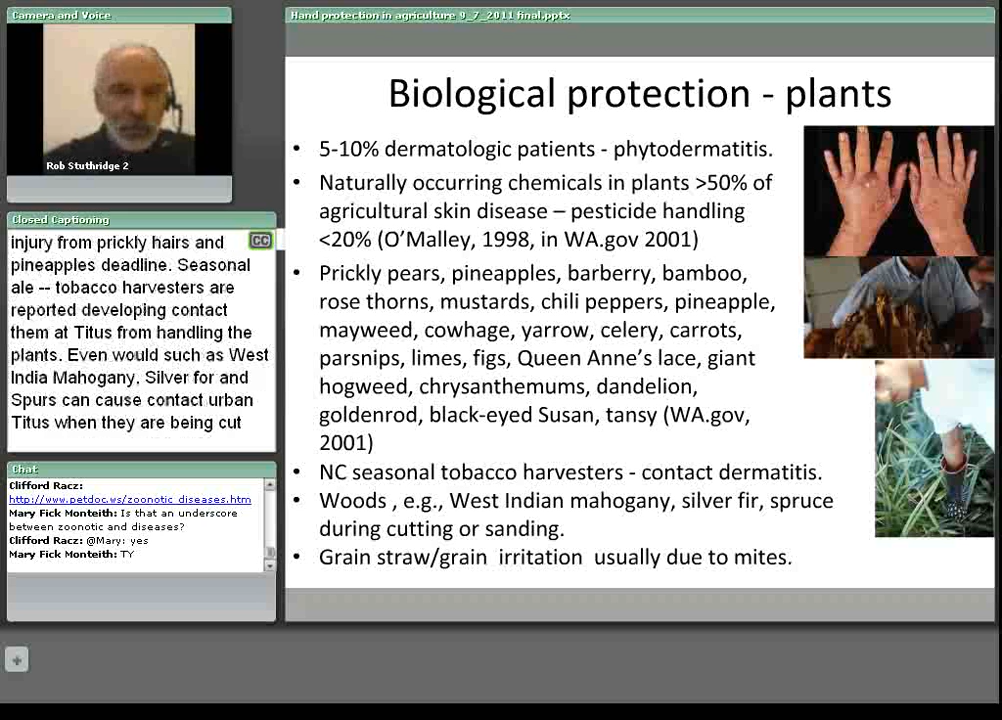 Camera and Voice
Rob Stuthridge 2
Closed Captioning
CC
injury from prickly hairs and
pineapples deadline. Seasonal
ale -- tobacco harvesters are
reported developing contact
them at Titus from handling the
plants. Even would such as West
India Mahogany, Silver for and
Spurs can cause contact urban
Titus when they are being cut
Chat
Clifford Racz:
http://www.petdoc.ws/zoonotic_diseases.htm
Mary Fick Monteith: Is that an underscore
between zoonotic and diseases?
Clifford Racz: @Mary: yes
Mary Fick Monteith: TY
Hand protection in agriculture 9_7_2011 final.pptx
Biological protection - plants
• 5-10% dermatologic patients - phytodermatitis.
• Naturally occurring chemicals in plants >50% of
agricultural skin disease – pesticide handling
<20% (O’Malley, 1998, in WA.gov 2001)
• Prickly pears, pineapples, barberry, bamboo,
rose thorns, mustards, chili peppers, pineapple,
mayweed, cowhage, yarrow, celery, carrots,
parsnips, limes, figs, Queen Anne’s lace, giant
hogweed, chrysanthemums, dandelion,
goldenrod, black-eyed Susan, tansy (WA.gov,
2001)
• NC seasonal tobacco harvesters - contact dermatitis.
• Woods , e.g., West Indian mahogany, silver fir, spruce
during cutting or sanding.
• Grain straw/grain irritation usually due to mites.